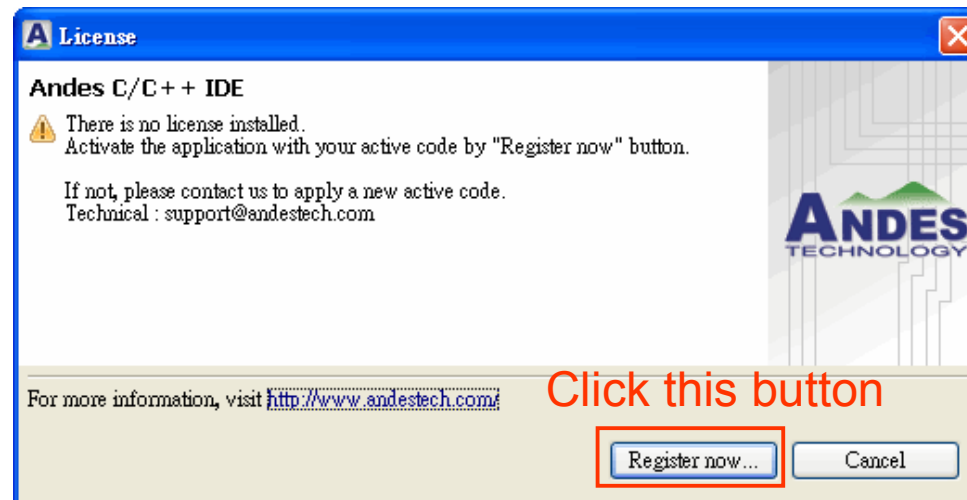 License
Andes C/C++ IDE
There is no license installed.
Activate the application with your active code by "Register now" button.
If not, please contact us to apply a new active code.
Technical : support@andestech.com
ANDES
TECHNOLOGY
For more information, visit http://www.andestech.com/
Click this button
Register now...
Cancel